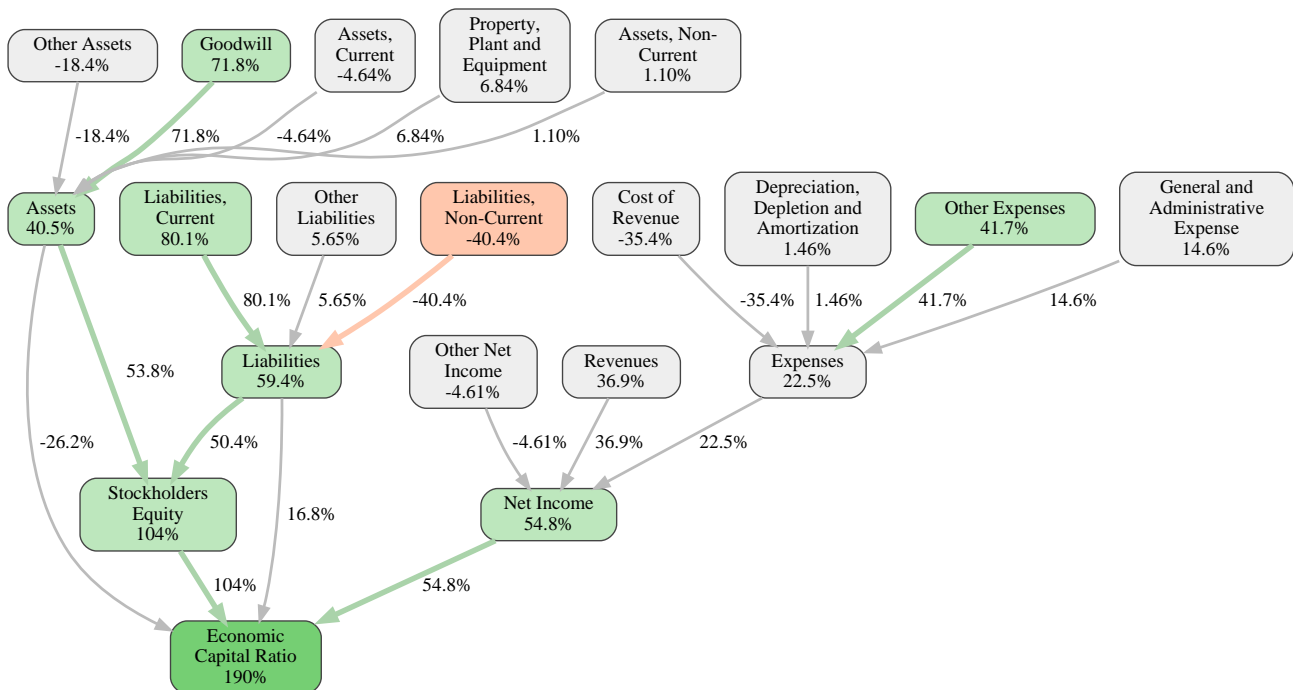 Other Assets
-18.4%
Goodwill
71.8%
Assets,
Current
-4.64%
Property,
Plant and
Equipment
6.84%
Assets, Non-
Current
1.10%
-18.4%
71.8%
-4.64%
6.84%
1.10%
Assets
40.5%
Liabilities,
Current
80.1%
Other
Liabilities
5.65%
Liabilities,
Non-Current
-40.4%
Cost of
Revenue
-35.4%
Depreciation,
Depletion and
Amortization
1.46%
Other Expenses
41.7%
General and
Administrative
Expense
14.6%
80.1%
5.65%
-40.4%
-35.4%
1.46%
41.7%
14.6%
53.8%
Liabilities
59.4%
Other Net
Income
-4.61%
Revenues
36.9%
Expenses
22.5%
-26.2%
50.4%
-4.61%
36.9%
22.5%
Stockholders
Equity
104%
16.8%
Net Income
54.8%
104%
54.8%
Economic
Capital Ratio
190%